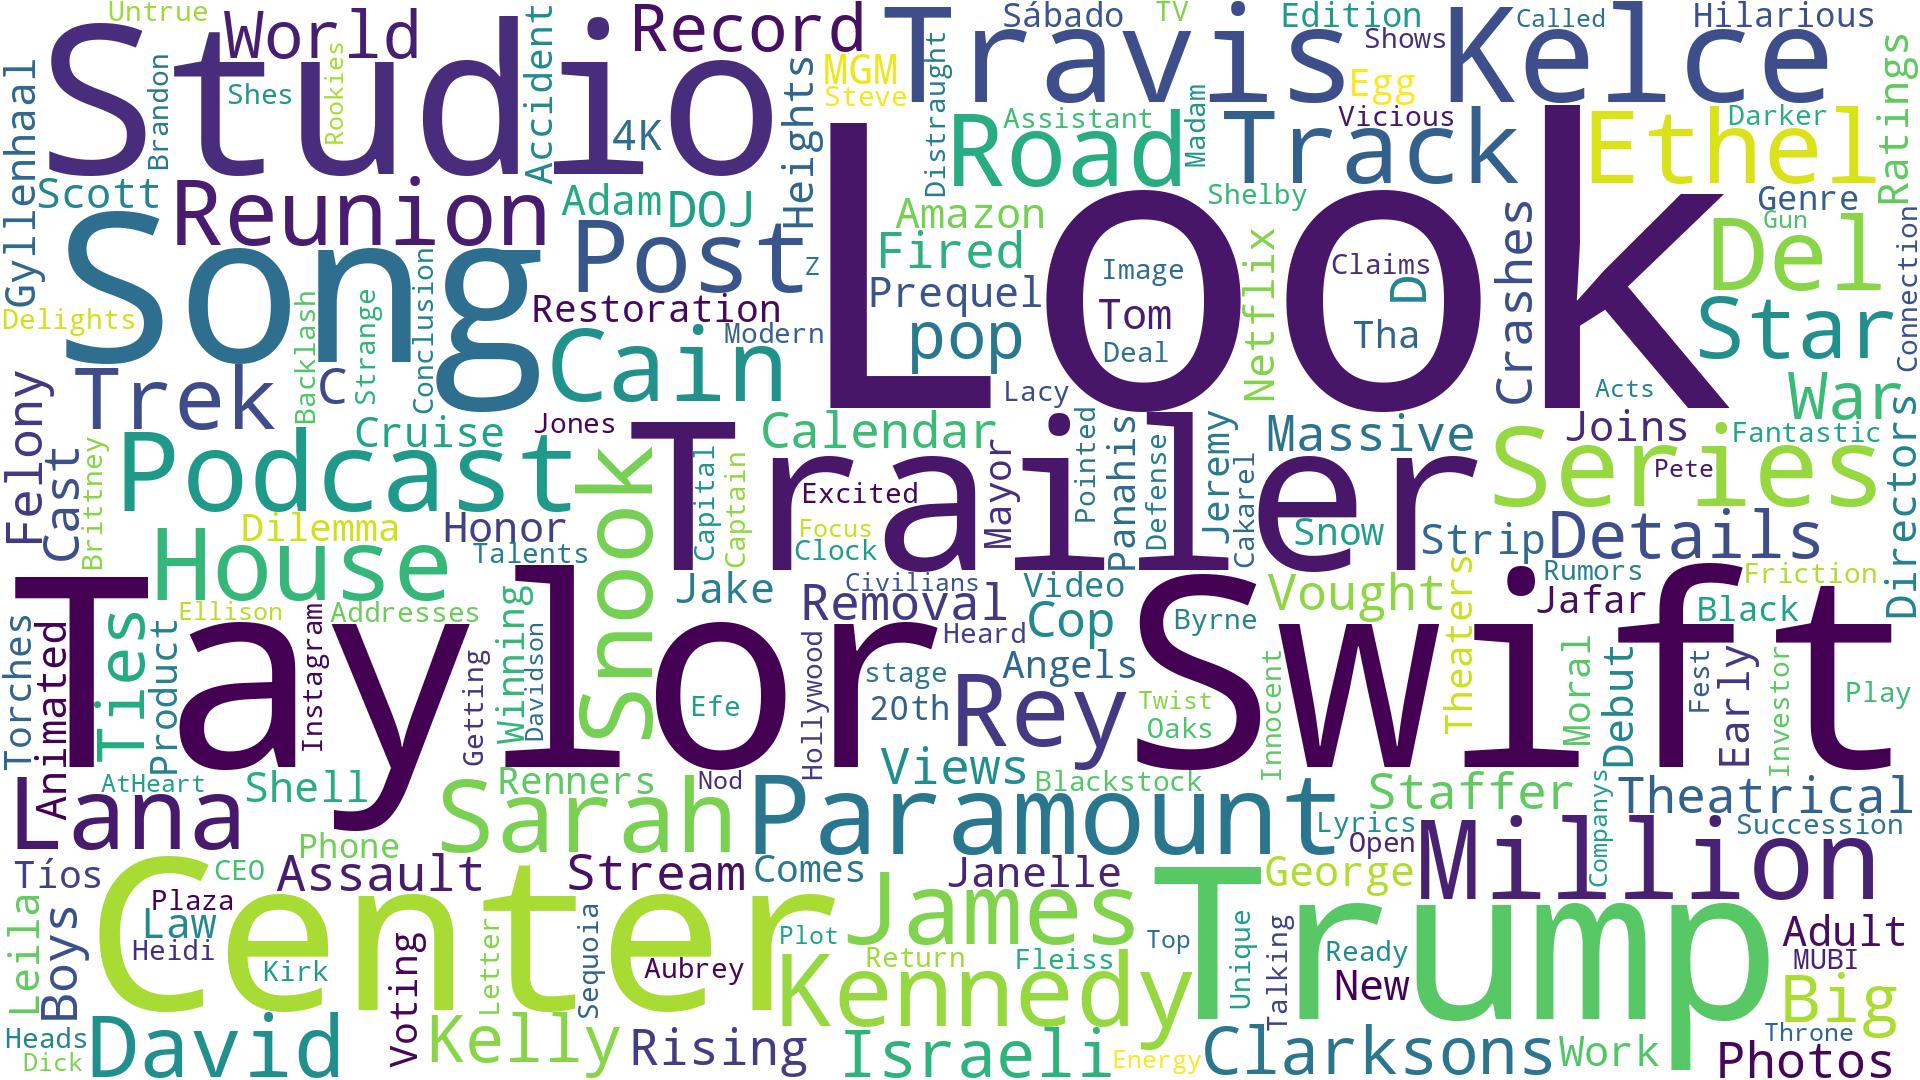 Untrue
World
Record
Travis Kelce
Sábado
TV
Edition
Called
Hilarious
Shows
Studio
Brandon
Shes
Rookies
Accident
4K
Heights
MGM
Steve
Distraught
Egg
Ratings
Gyllenhaal
Scott
Reunion
Adam
DOJ
Road
Assistant
Madam
Track
Vicious
Ethel
Darker
Amazon
Shelby
Genre
Gun
Del
Connection
Song
Post
Z
Fired
Look
Image
Claims
D
Netflix
Crashes
Delights
Backlash
Strange
Conclusion
Restoration
Modern
Prequel
Tom
Tha
Star
Trek
C
Cain
pop
Deal
Lacy
Acts
War
Felony
Cast
Brittney
Podcast
Cruise
Jones
Snook
Trailer
Calendar
Capital
Captain
Excited
Mayor
Pointed
Panahis
Defense
Jeremy
Cakarel
Massive
Series
Joins
Fantastic
Pete
Directors
Dilemma
Honor
Talents
Focus
Clock
Snow
Strip
Details
House
Jake
Civilians
Removal
Video
Cop
Vought
Theaters
Rumors
Friction
Jafar
Black
Taylor Swift
Torches
Animated
Ties
Product
Ellison
Addresses
Instagram
Getting
Winning
Davidson
Efe
Hollywood
stage
20th
Heard
Rey
Angels
Byrne
Twist
Oaks
Innocent
Moral
Debut
Fest
Early
Investor
Play
Lana
AtHeart
Shell
Renners
Nod
Views
Blackstock
Staffer
Theatrical
Sarah
Paramount
Lyrics
Open
Companys
Succession
Million
Phone
Tíos
CEO
Assault
Stream
Comes
Janelle
George
Leila
Boys
Plaza
Law
Heidi
Center
Kirk
Voting
Letter
Sequoia
Aubrey
Plot
James
Return
Fleiss
Top
Trump
Unique
Talking
Ready
New
Adult
MUBI
Big
Kennedy
Heads
Dick
David
Kelly
Rising
Israeli
Energy
Clarksons
Work
Throne
Photos